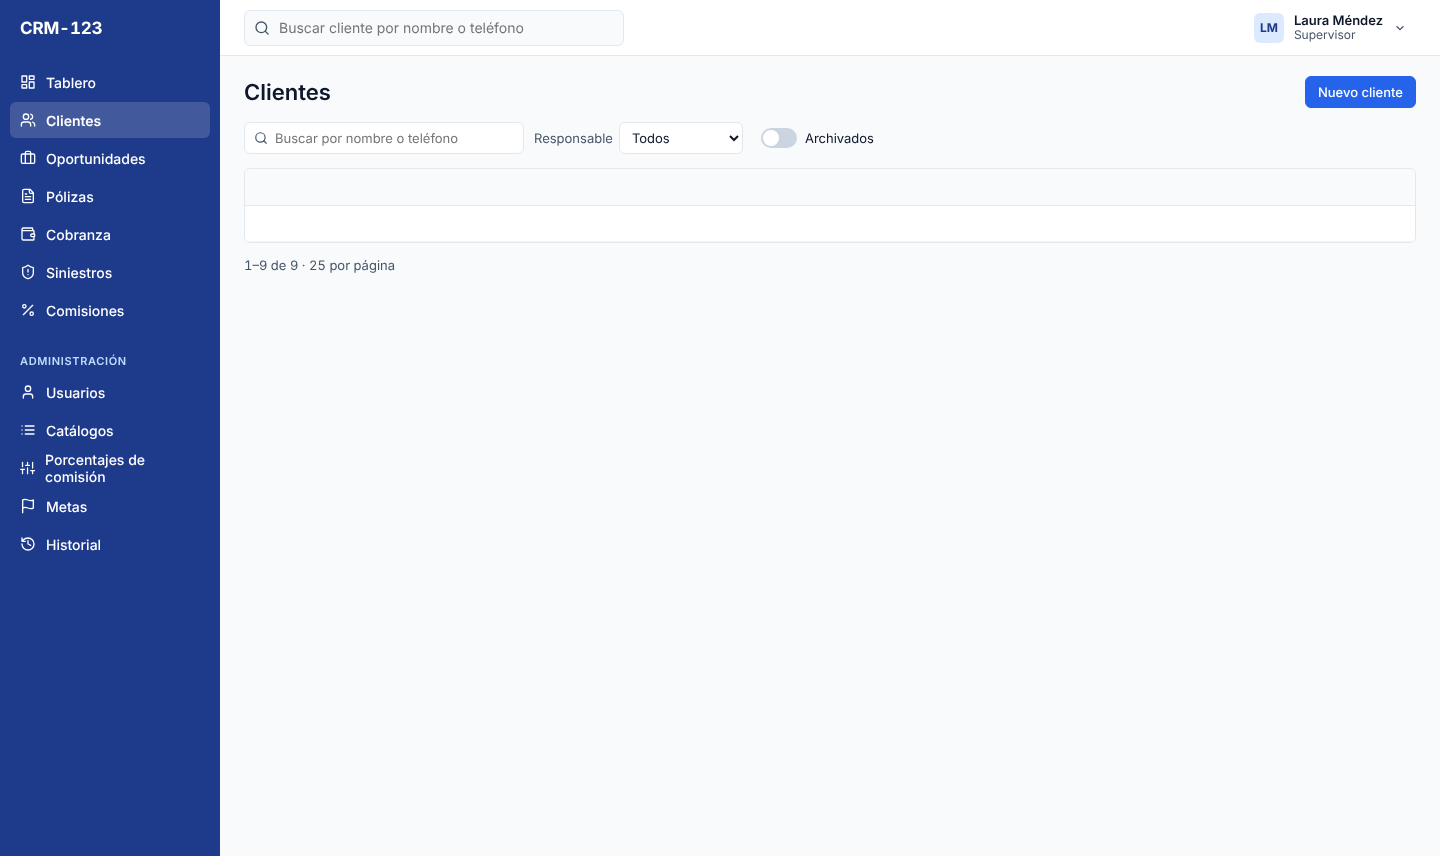 CRM-123
Buscar cliente por nombre o teléfono
LM
Laura Méndez
Supervisor
Tablero
Clientes
Oportunidades
Pólizas
Cobranza
Siniestros
Comisiones
ADMINISTRACIÓN
Usuarios
Catálogos
Porcentajes de
comisión
Metas
Historial
Clientes
Nuevo cliente
Buscar por nombre o teléfono
Responsable
Todos
Archivados
1–9 de 9 · 25 por página